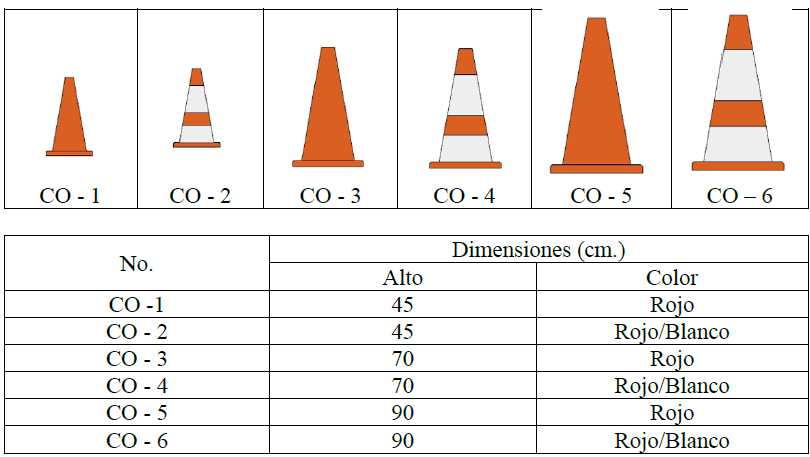 CO - 1 CO - 2 CO - 3 CO - 4 CO - 5 CO – 6
No. Dimensiones (cm.)
Alto Color
CO -1 45 Rojo
CO - 2 45 Rojo/Blanco
CO - 3 70 Rojo
CO - 4 70 Rojo/Blanco
CO - 5 90 Rojo
CO - 6 90 Rojo/Blanco